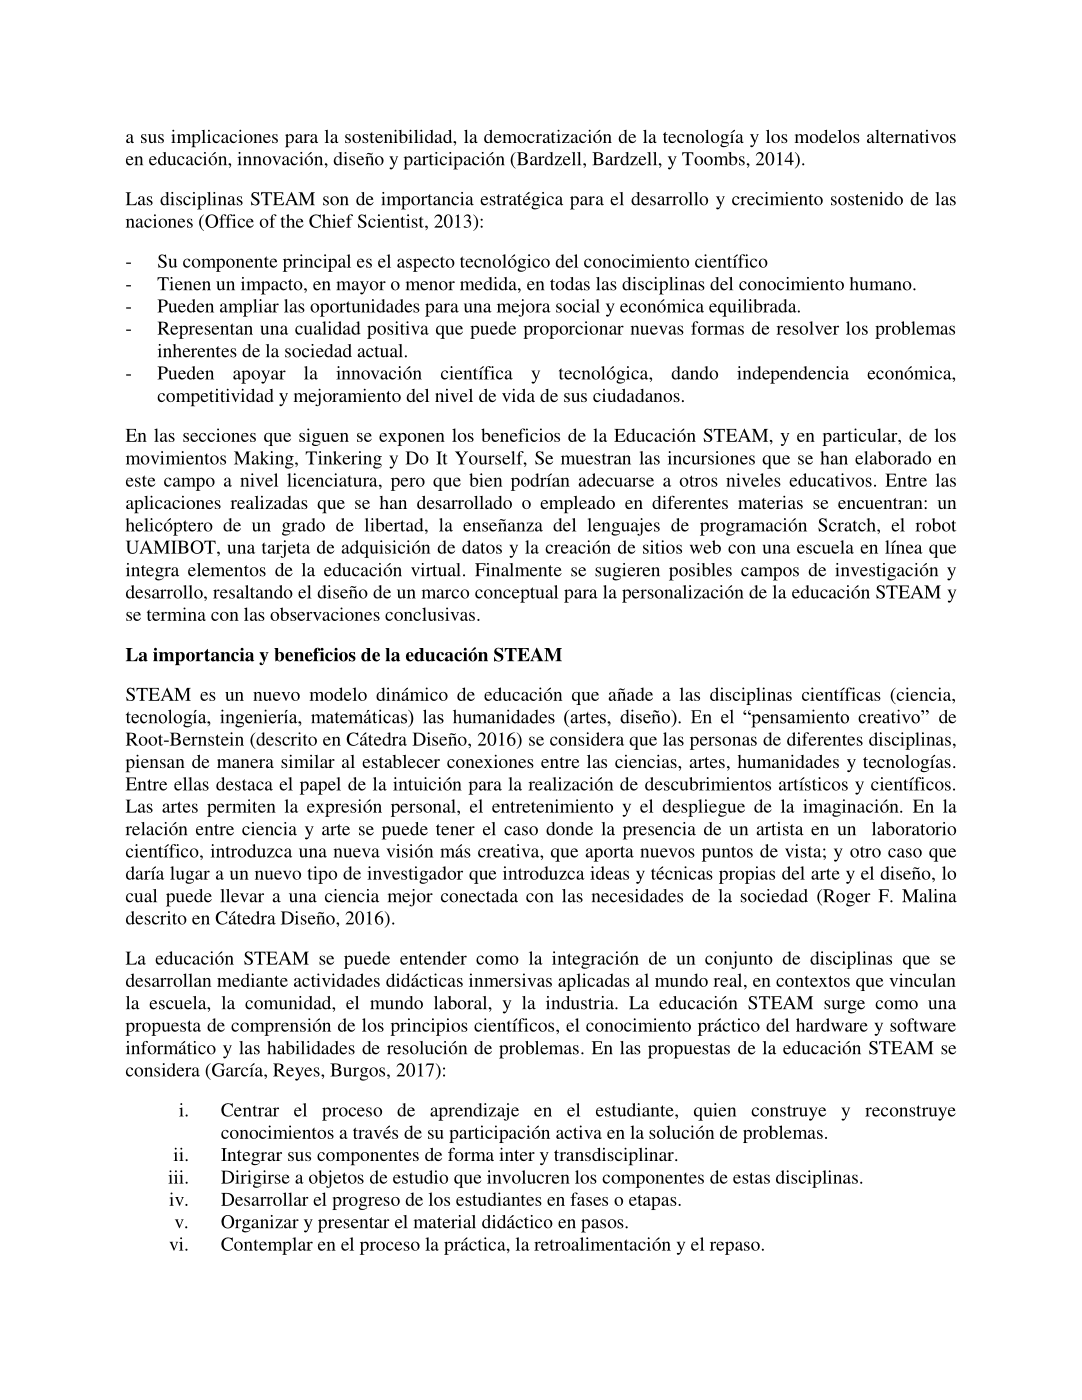 a sus implicaciones para la sostenibilidad, la democratización de la tecnología y los modelos alternativos
en educación, innovación, diseño y participación (Bardzell, Bardzell, y Toombs, 2014).
Las disciplinas STEAM son de importancia estratégica para el desarrollo y crecimiento sostenido de las
naciones (Office of the Chief Scientist, 2013):
- Su componente principal es el aspecto tecnológico del conocimiento científico
- Tienen un impacto, en mayor o menor medida, en todas las disciplinas del conocimiento humano.
- Pueden ampliar las oportunidades para una mejora social y económica equilibrada.
- Representan una cualidad positiva que puede proporcionar nuevas formas de resolver los problemas
inherentes de la sociedad actual.
- Pueden apoyar la innovación científica y tecnológica, dando independencia económica,
competitividad y mejoramiento del nivel de vida de sus ciudadanos.
En las secciones que siguen se exponen los beneficios de la Educación STEAM, y en particular, de los
movimientos Making, Tinkering y Do It Yourself, Se muestran las incursiones que se han elaborado en
este campo a nivel licenciatura, pero que bien podrían adecuarse a otros niveles educativos. Entre las
aplicaciones realizadas que se han desarrollado o empleado en diferentes materias se encuentran: un
helicóptero de un grado de libertad, la enseñanza del lenguajes de programación Scratch, el robot
UAMIBOT, una tarjeta de adquisición de datos y la creación de sitios web con una escuela en línea que
integra elementos de la educación virtual. Finalmente se sugieren posibles campos de investigación y
desarrollo, resaltando el diseño de un marco conceptual para la personalización de la educación STEAM y
se termina con las observaciones conclusivas.
La importancia y beneficios de la educación STEAM
STEAM es un nuevo modelo dinámico de educación que añade a las disciplinas científicas (ciencia,
tecnología, ingeniería, matemáticas) las humanidades (artes, diseño). En el “pensamiento creativo” de
Root-Bernstein (descrito en Cátedra Diseño, 2016) se considera que las personas de diferentes disciplinas,
piensan de manera similar al establecer conexiones entre las ciencias, artes, humanidades y tecnologías.
Entre ellas destaca el papel de la intuición para la realización de descubrimientos artísticos y científicos.
Las artes permiten la expresión personal, el entretenimiento y el despliegue de la imaginación. En la
relación entre ciencia y arte se puede tener el caso donde la presencia de un artista en un laboratorio
científico, introduzca una nueva visión más creativa, que aporta nuevos puntos de vista; y otro caso que
daría lugar a un nuevo tipo de investigador que introduzca ideas y técnicas propias del arte y el diseño, lo
cual puede llevar a una ciencia mejor conectada con las necesidades de la sociedad (Roger F. Malina
descrito en Cátedra Diseño, 2016).
La educación STEAM se puede entender como la integración de un conjunto de disciplinas que se
desarrollan mediante actividades didácticas inmersivas aplicadas al mundo real, en contextos que vinculan
la escuela, la comunidad, el mundo laboral, y la industria. La educación STEAM surge como una
propuesta de comprensión de los principios científicos, el conocimiento práctico del hardware y software
informático y las habilidades de resolución de problemas. En las propuestas de la educación STEAM se
considera (García, Reyes, Burgos, 2017):
i. Centrar el proceso de aprendizaje en el estudiante, quien construye y reconstruye
conocimientos a través de su participación activa en la solución de problemas.
ii. Integrar sus componentes de forma inter y transdisciplinar.
iii. Dirigirse a objetos de estudio que involucren los componentes de estas disciplinas.
iv. Desarrollar el progreso de los estudiantes en fases o etapas.
v. Organizar y presentar el material didáctico en pasos.
vi. Contemplar en el proceso la práctica, la retroalimentación y el repaso.